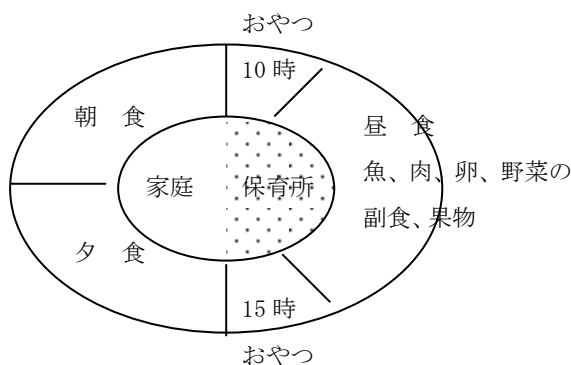 おやつ
10時
朝　食
昼　食
魚、肉、卵、野菜の
副食、果物
家庭
保育所
夕　食
15時
おやつ